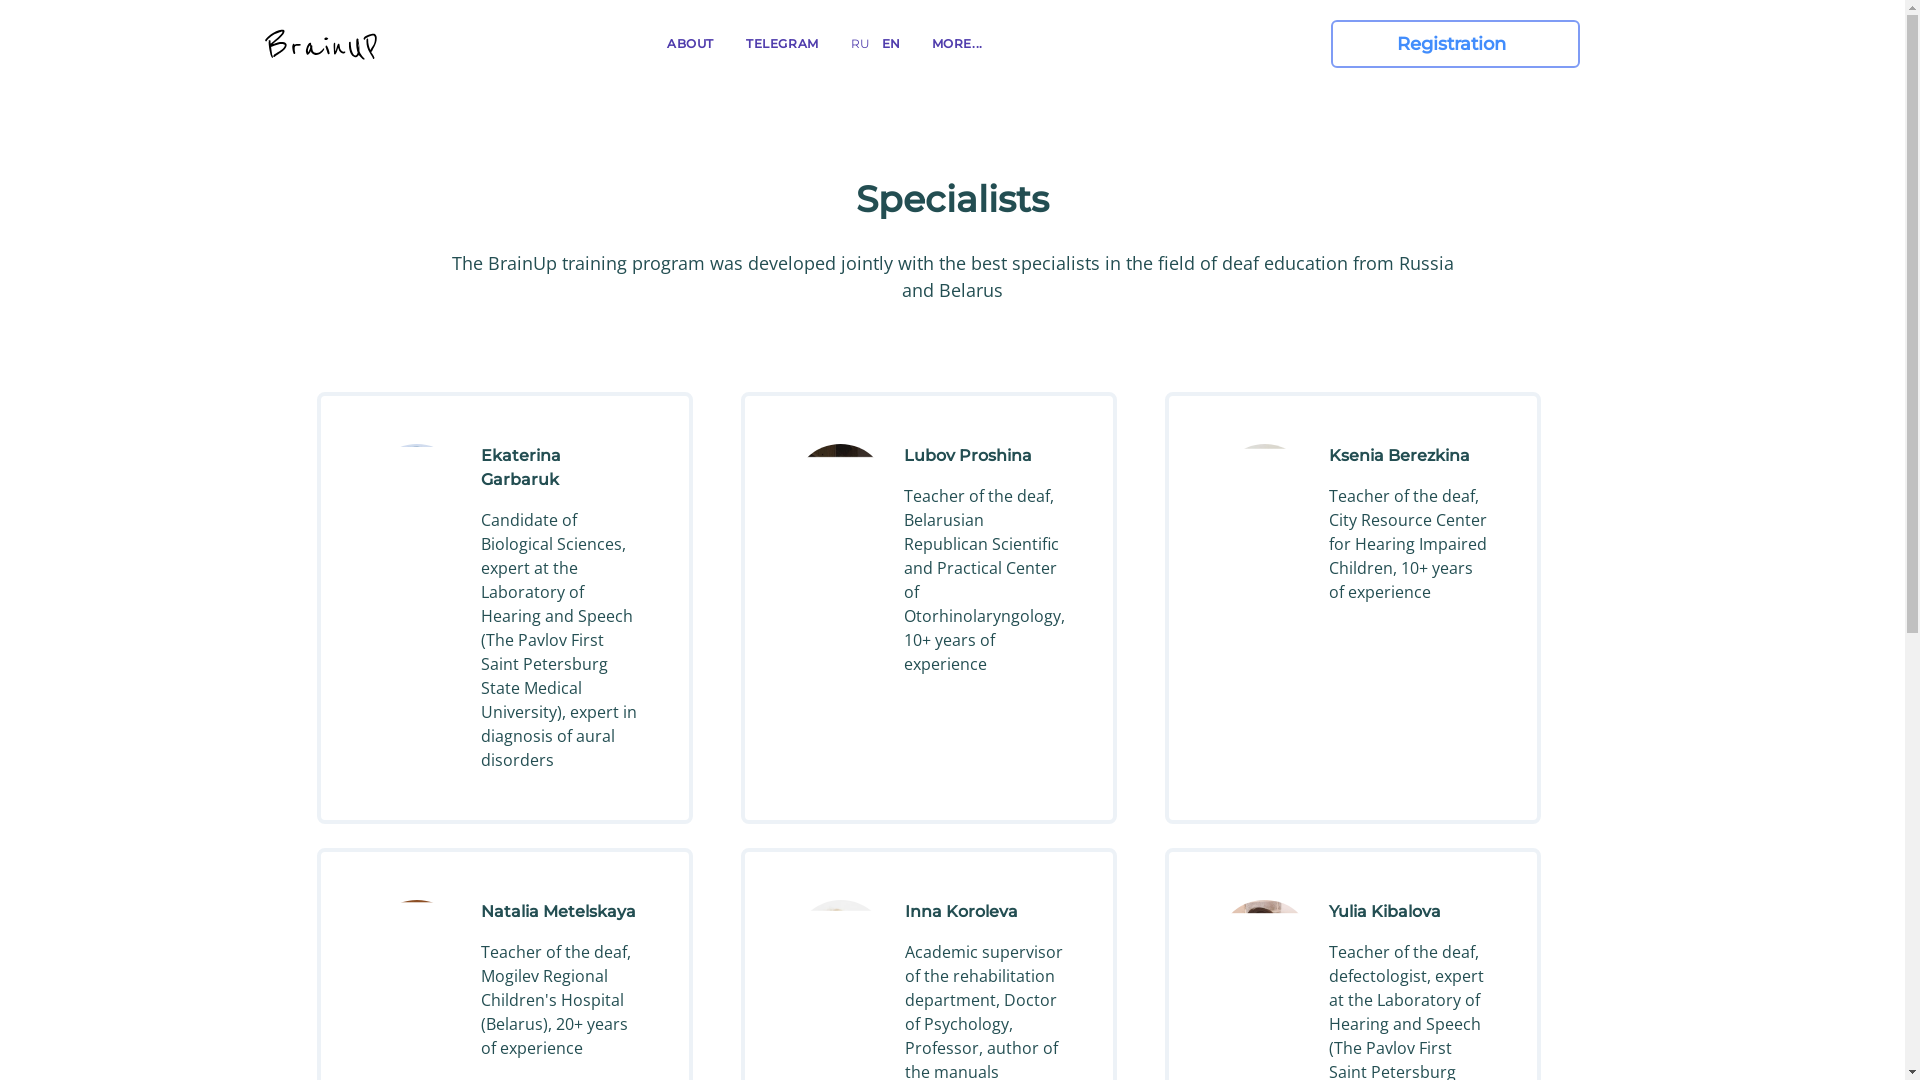 BrainUP
ABOUT
TELEGRAM
RU
EN
MORE...
Registration
Specialists
The BrainUp training program was developed jointly with the best specialists in the field of deaf education from Russia
and Belarus
Ekaterina
Garbaruk
Candidate of
Biological Sciences,
expert at the
Laboratory of
Hearing and Speech
(The Pavlov First
Saint Petersburg
State Medical
University), expert in
diagnosis of aural
disorders
Lubov Proshina
Teacher of the deaf,
Belarusian
Republican Scientific
and Practical Center
of
Otorhinolaryngology,
10+ years of
experience
Ksenia Berezkina
Teacher of the deaf,
City Resource Center
for Hearing Impaired
Children, 10+ years
of experience
Natalia Metelskaya
Teacher of the deaf,
Mogilev Regional
Children's Hospital
(Belarus), 20+ years
of experience
Inna Koroleva
Academic supervisor
of the rehabilitation
department, Doctor
of Psychology,
Professor, author of
the manuals
Yulia Kibalova
Teacher of the deaf,
defectologist, expert
at the Laboratory of
Hearing and Speech
(The Pavlov First
Saint Petersburg